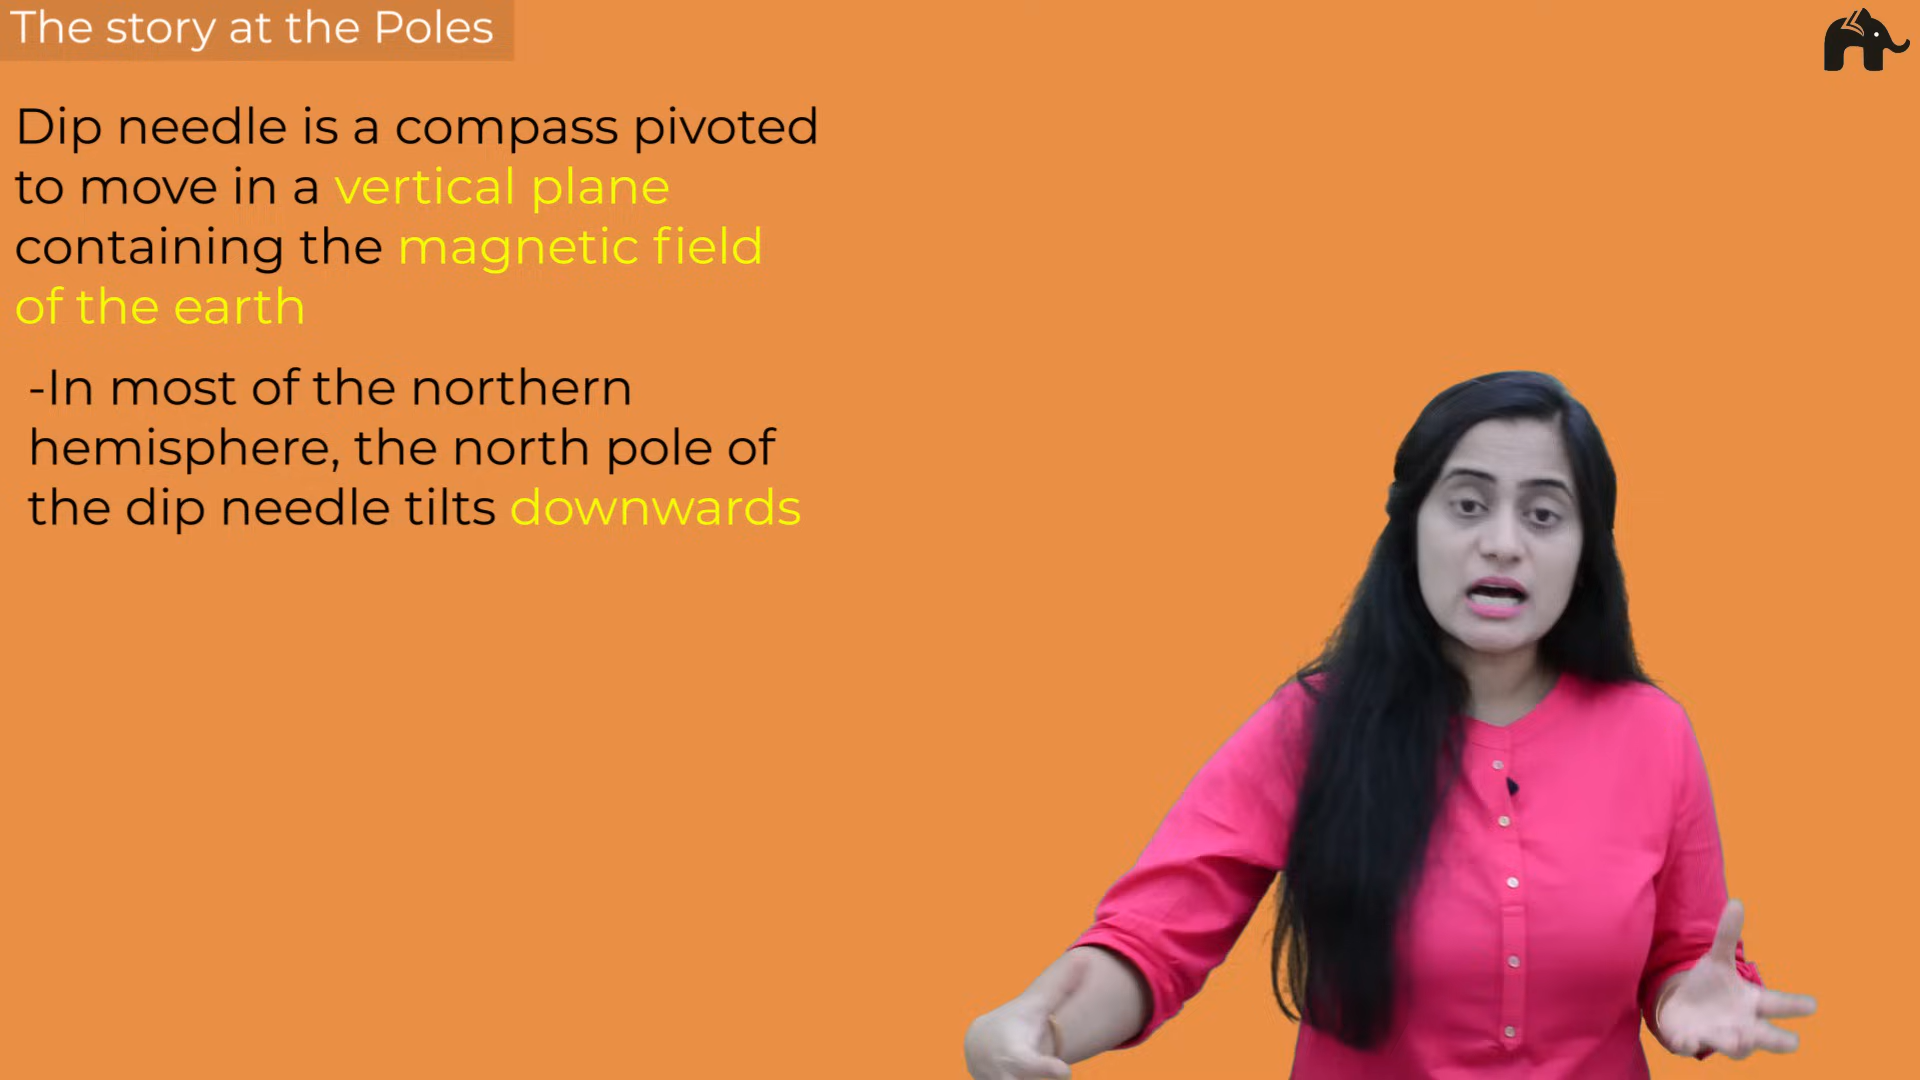 The story at the Poles
Dip needle is a compass pivoted
to move in a vertical plane
containing the magnetic field
of the earth
-In most of the northern
hemisphere, the north pole of
the dip needle tilts downwards